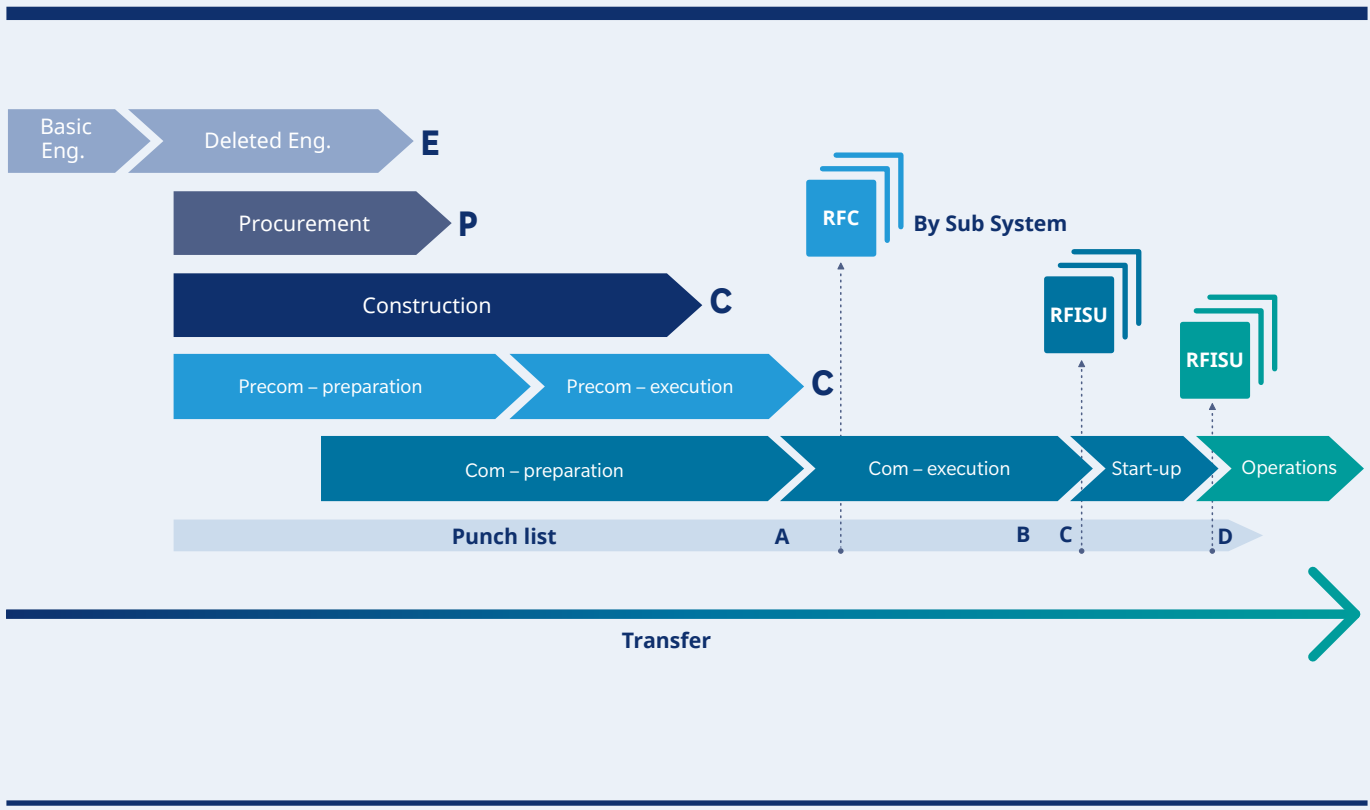 Basic
Eng.
Deleted Eng.
E
Procurement
P
RFC
By Sub System
Construction
C
RFISU
RFISU
Precom – preparation
Precom – execution
C
Com – preparation
Com – execution
Start-up
Operations
Punch list
A
B
C
D
Transfer